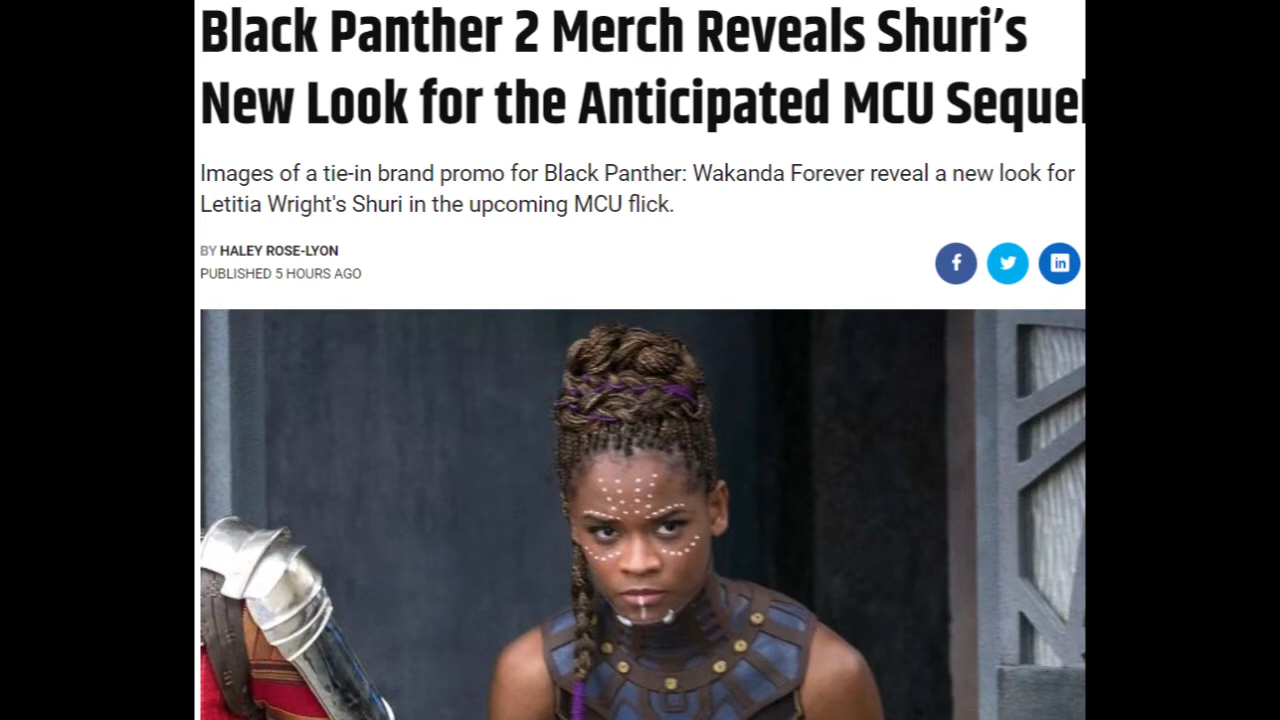 Black Panther 2 Merch Reveals Shuri’s
New Look for the Anticipated MCU Sequel
Images of a tie-in brand promo for Black Panther: Wakanda Forever reveal a new look for
Letitia Wright's Shuri in the upcoming MCU flick.
BY HALEY ROSE-LYON
PUBLISHED 5 HOURS AGO